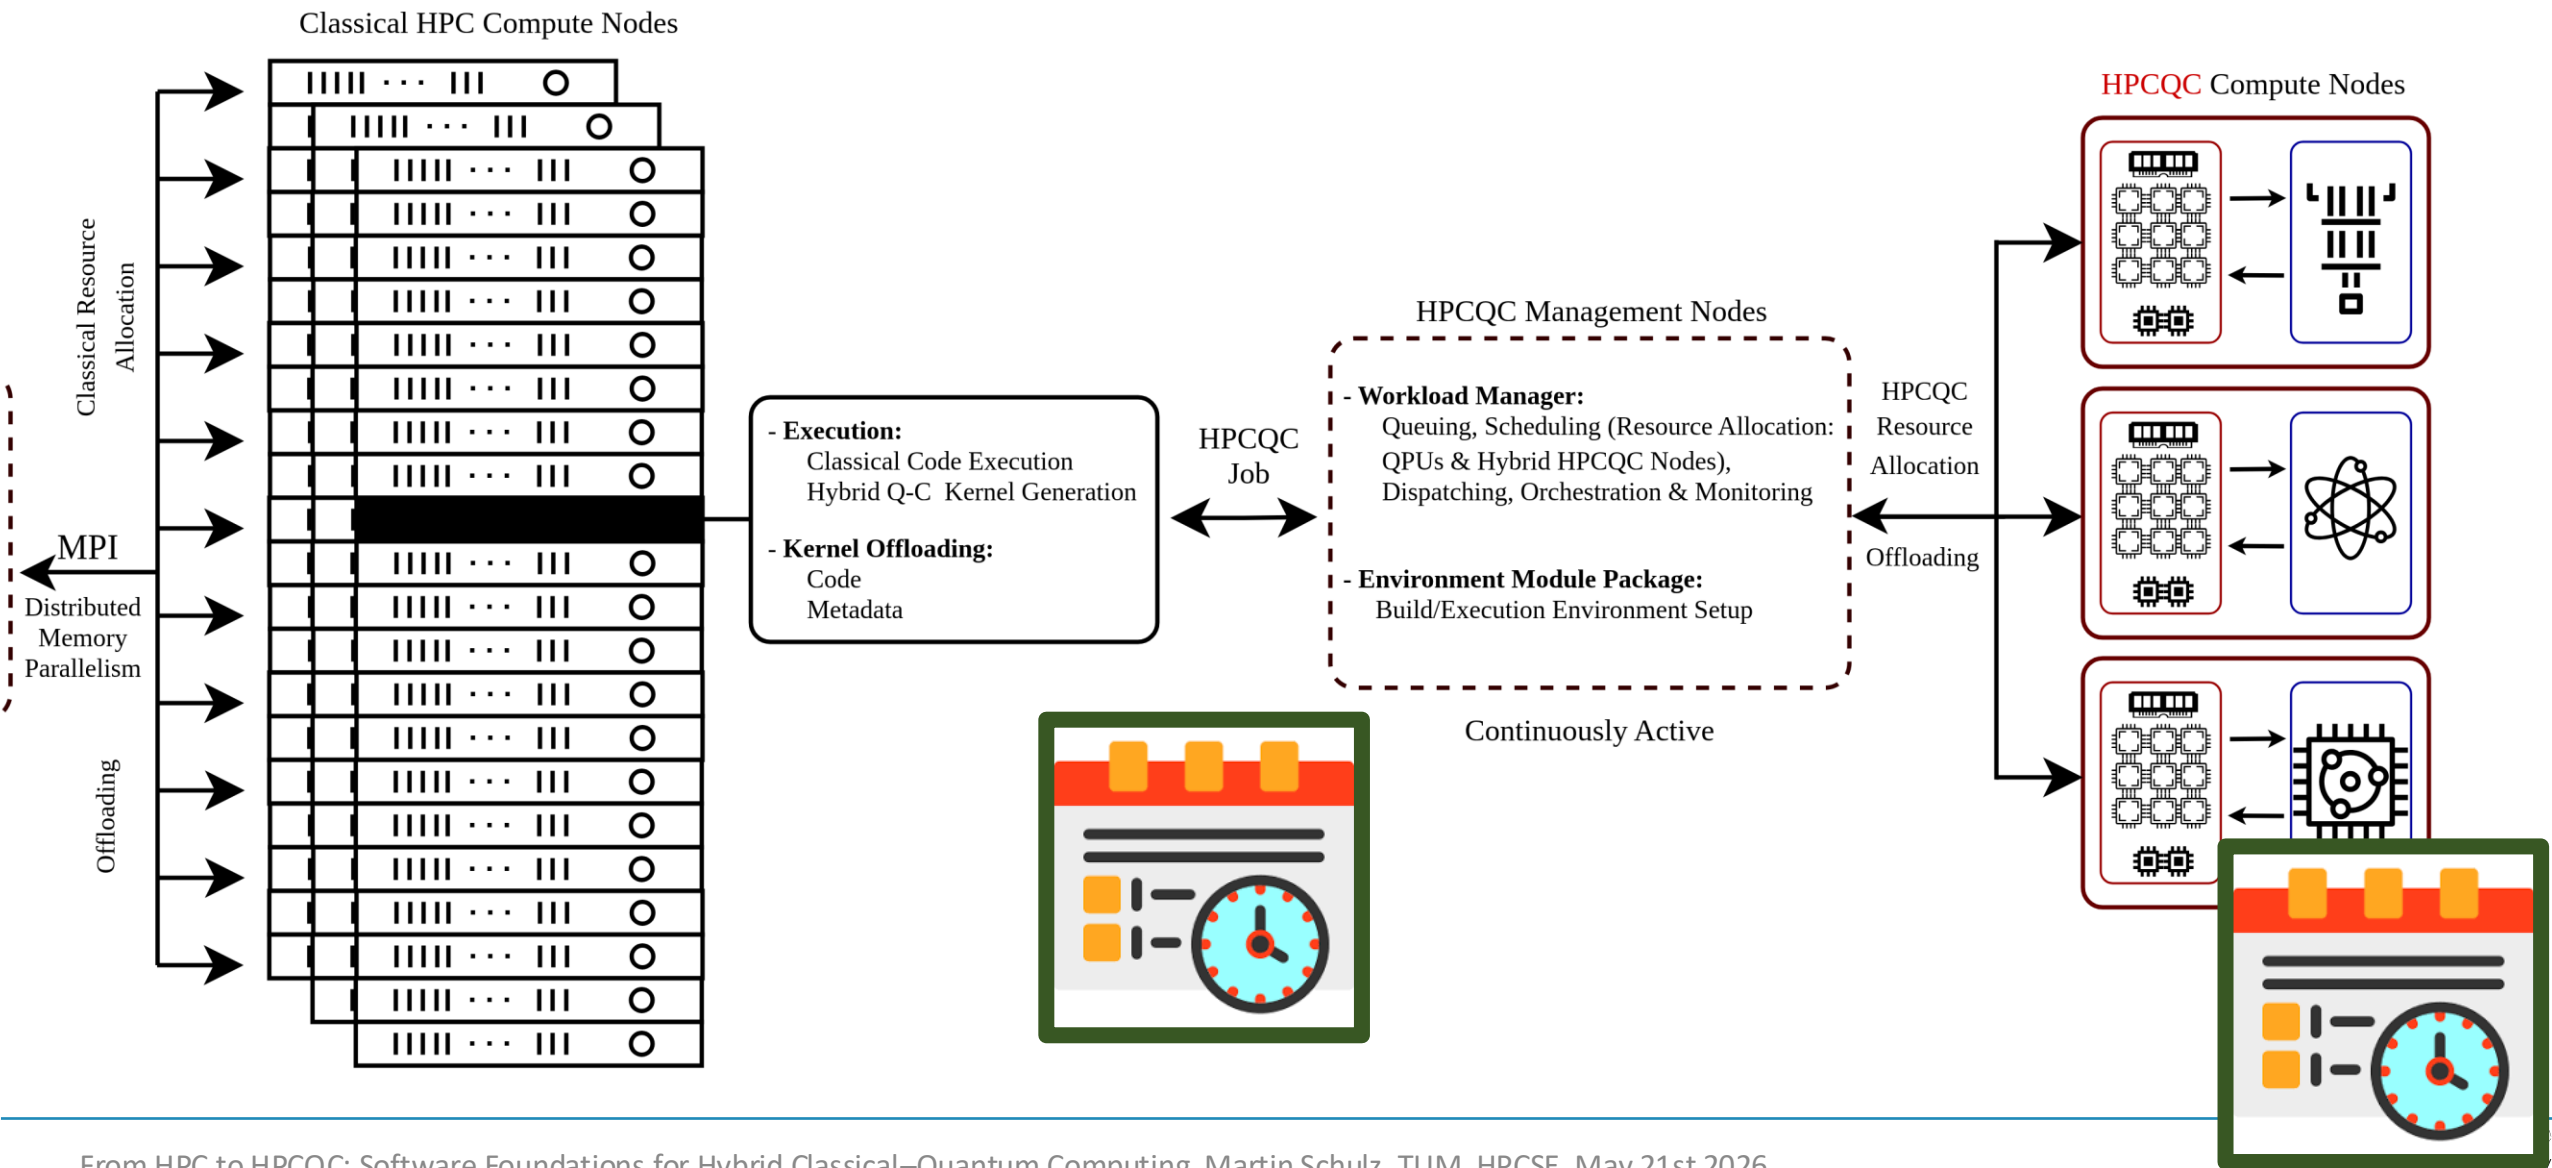 Classical HPC Compute Nodes
HPCQC Compute Nodes
Classical Resource
Allocation
MPI
Distributed
Memory
Parallelism
Offloading
- Execution:
Classical Code Execution
Hybrid Q-C Kernel Generation
- Kernel Offloading:
Code
Metadata
HPCQC
Job
HPCQC Management Nodes
- Workload Manager:
Queuing, Scheduling (Resource Allocation:
QPUs & Hybrid HPCQC Nodes),
Dispatching, Orchestration & Monitoring
- Environment Module Package:
Build/Execution Environment Setup
Continuously Active
HPCQC
Resource
Allocation
Offloading
From HPC to HPCQC: Software Foundations for Hybrid Classical–Quantum Computing, Martin Schulz, TUM, HPCSE, May 21st 2026